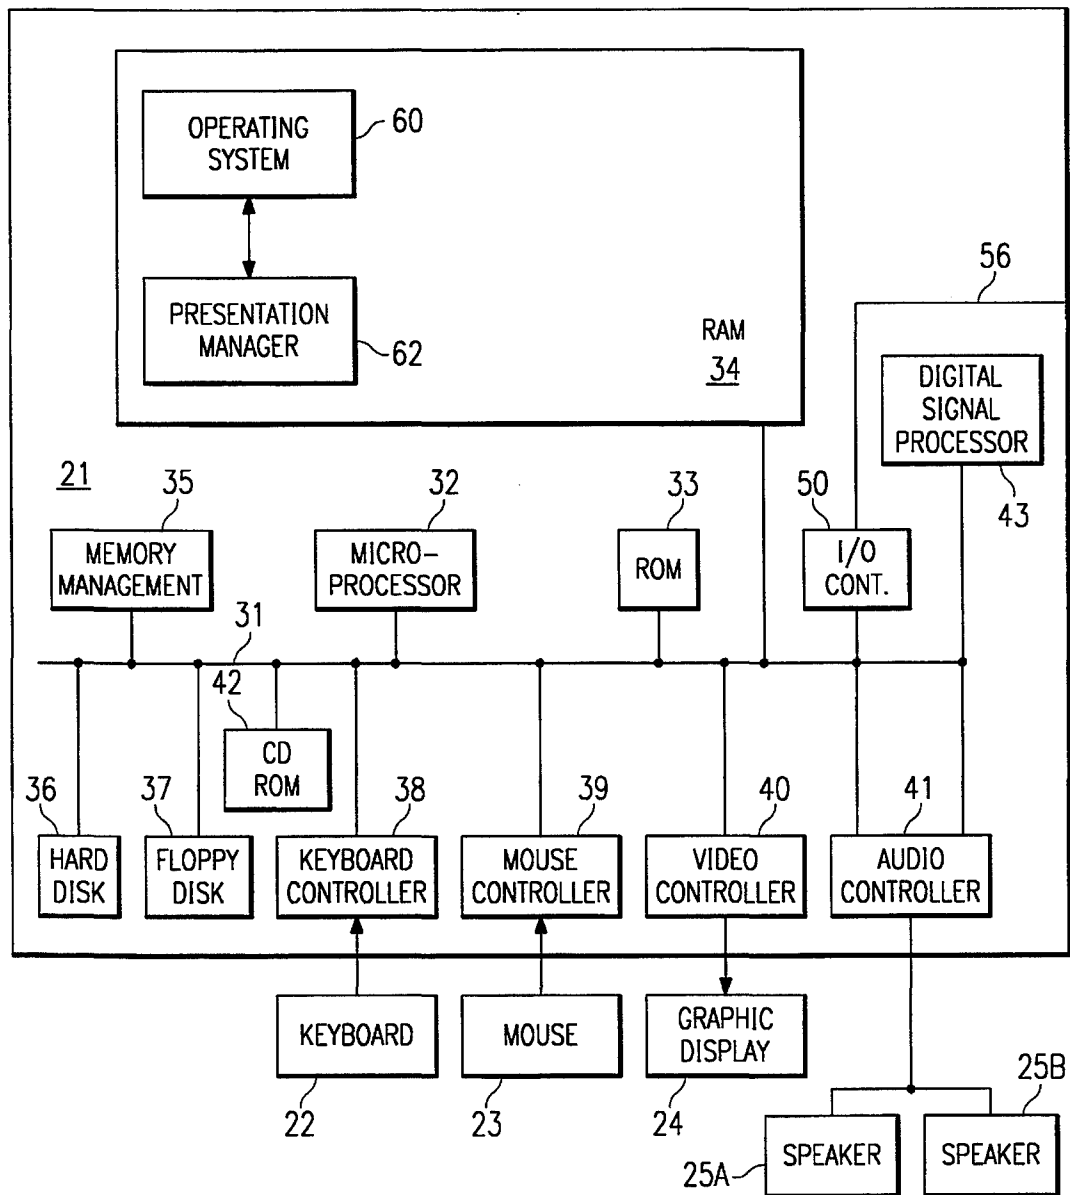 OPERATING
SYSTEM
60
PRESENTATION
MANAGER
62
RAM
34
56
DIGITAL
SIGNAL
PROCESSOR
43
21
35
32
33
50
MEMORY
MANAGEMENT
MICRO-
PROCESSOR
ROM
I/O
CONT.
31
42
CD
ROM
36
37
38
39
40
41
HARD
DISK
FLOPPY
DISK
KEYBOARD
CONTROLLER
MOUSE
CONTROLLER
VIDEO
CONTROLLER
AUDIO
CONTROLLER
KEYBOARD
MOUSE
GRAPHIC
DISPLAY
22
23
24
25B
25A
SPEAKER
SPEAKER